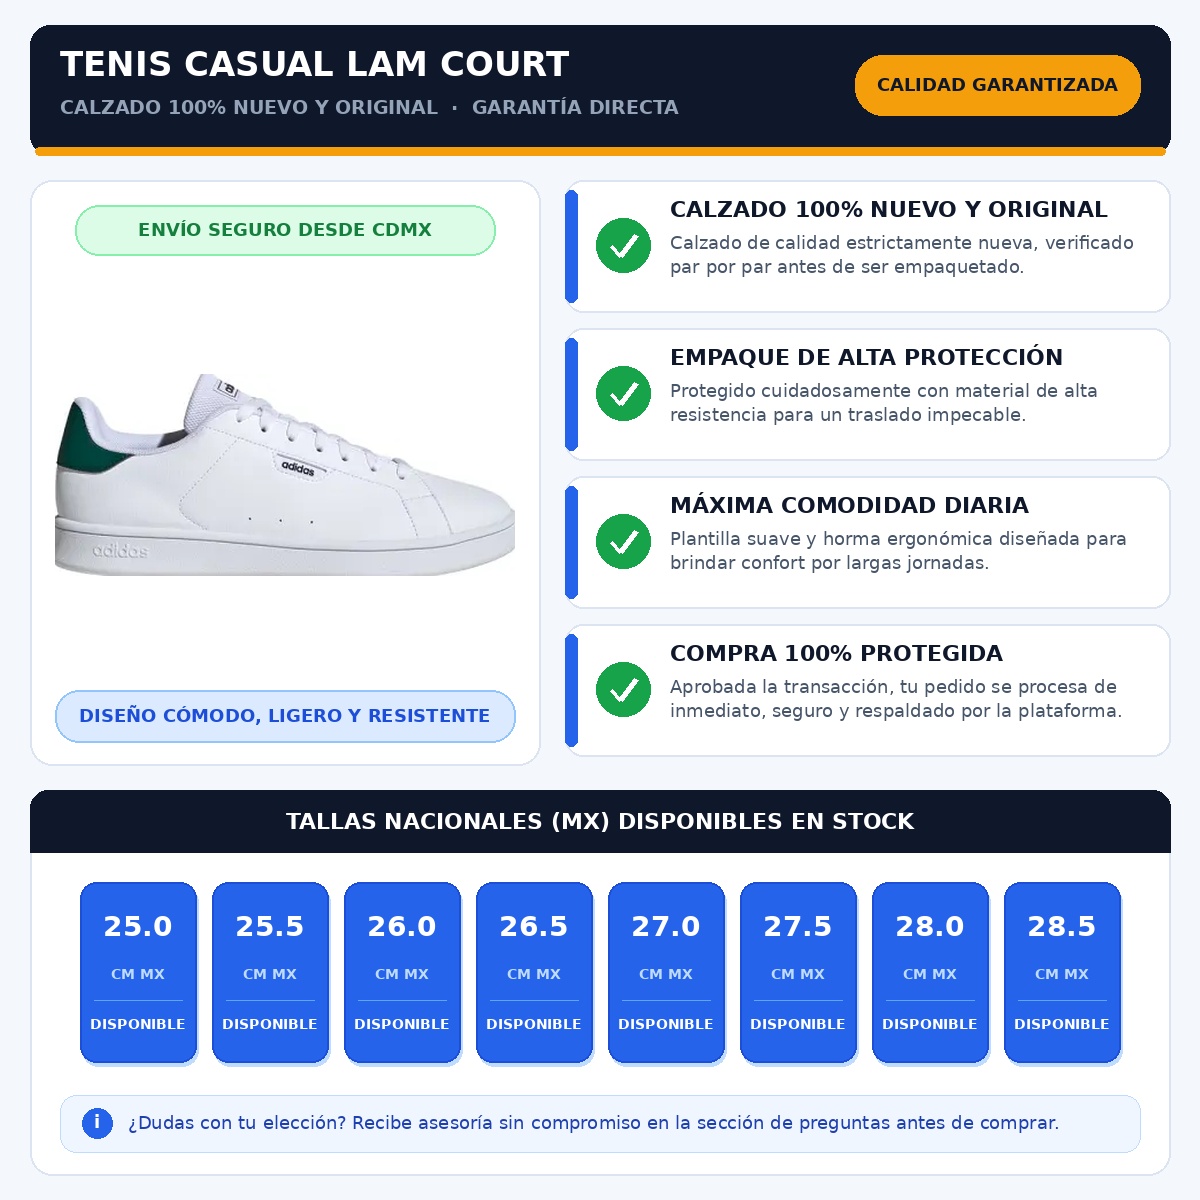 TENIS CASUAL LAM COURT
CALZADO 100% NUEVO Y ORIGINAL · GARANTÍA DIRECTA
CALIDAD GARANTIZADA
ENVÍO SEGURO DESDE CDMX
adidas
adidas
DISEÑO CÓMODO, LIGERO Y RESISTENTE
CALZADO 100% NUEVO Y ORIGINAL
Calzado de calidad estrictamente nueva, verificado
par por par antes de ser empaquetado.
EMPAQUE DE ALTA PROTECCIÓN
Protegido cuidadosamente con material de alta
resistencia para un traslado impecable.
MÁXIMA COMODIDAD DIARIA
Plantilla suave y horma ergonómica diseñada para
brindar confort por largas jornadas.
COMPRA 100% PROTEGIDA
Aprobada la transacción, tu pedido se procesa de
inmediato, seguro y respaldado por la plataforma.
TALLAS NACIONALES (MX) DISPONIBLES EN STOCK
25.0 25.5 26.0 26.5 27.0 27.5 28.0 28.5
CM MX CM MX CM MX CM MX CM MX CM MX CM MX CM MX
DISPONIBLE DISPONIBLE DISPONIBLE DISPONIBLE DISPONIBLE DISPONIBLE DISPONIBLE DISPONIBLE
i ¿Dudas con tu elección? Recibe asesoría sin compromiso en la sección de preguntas antes de comprar.